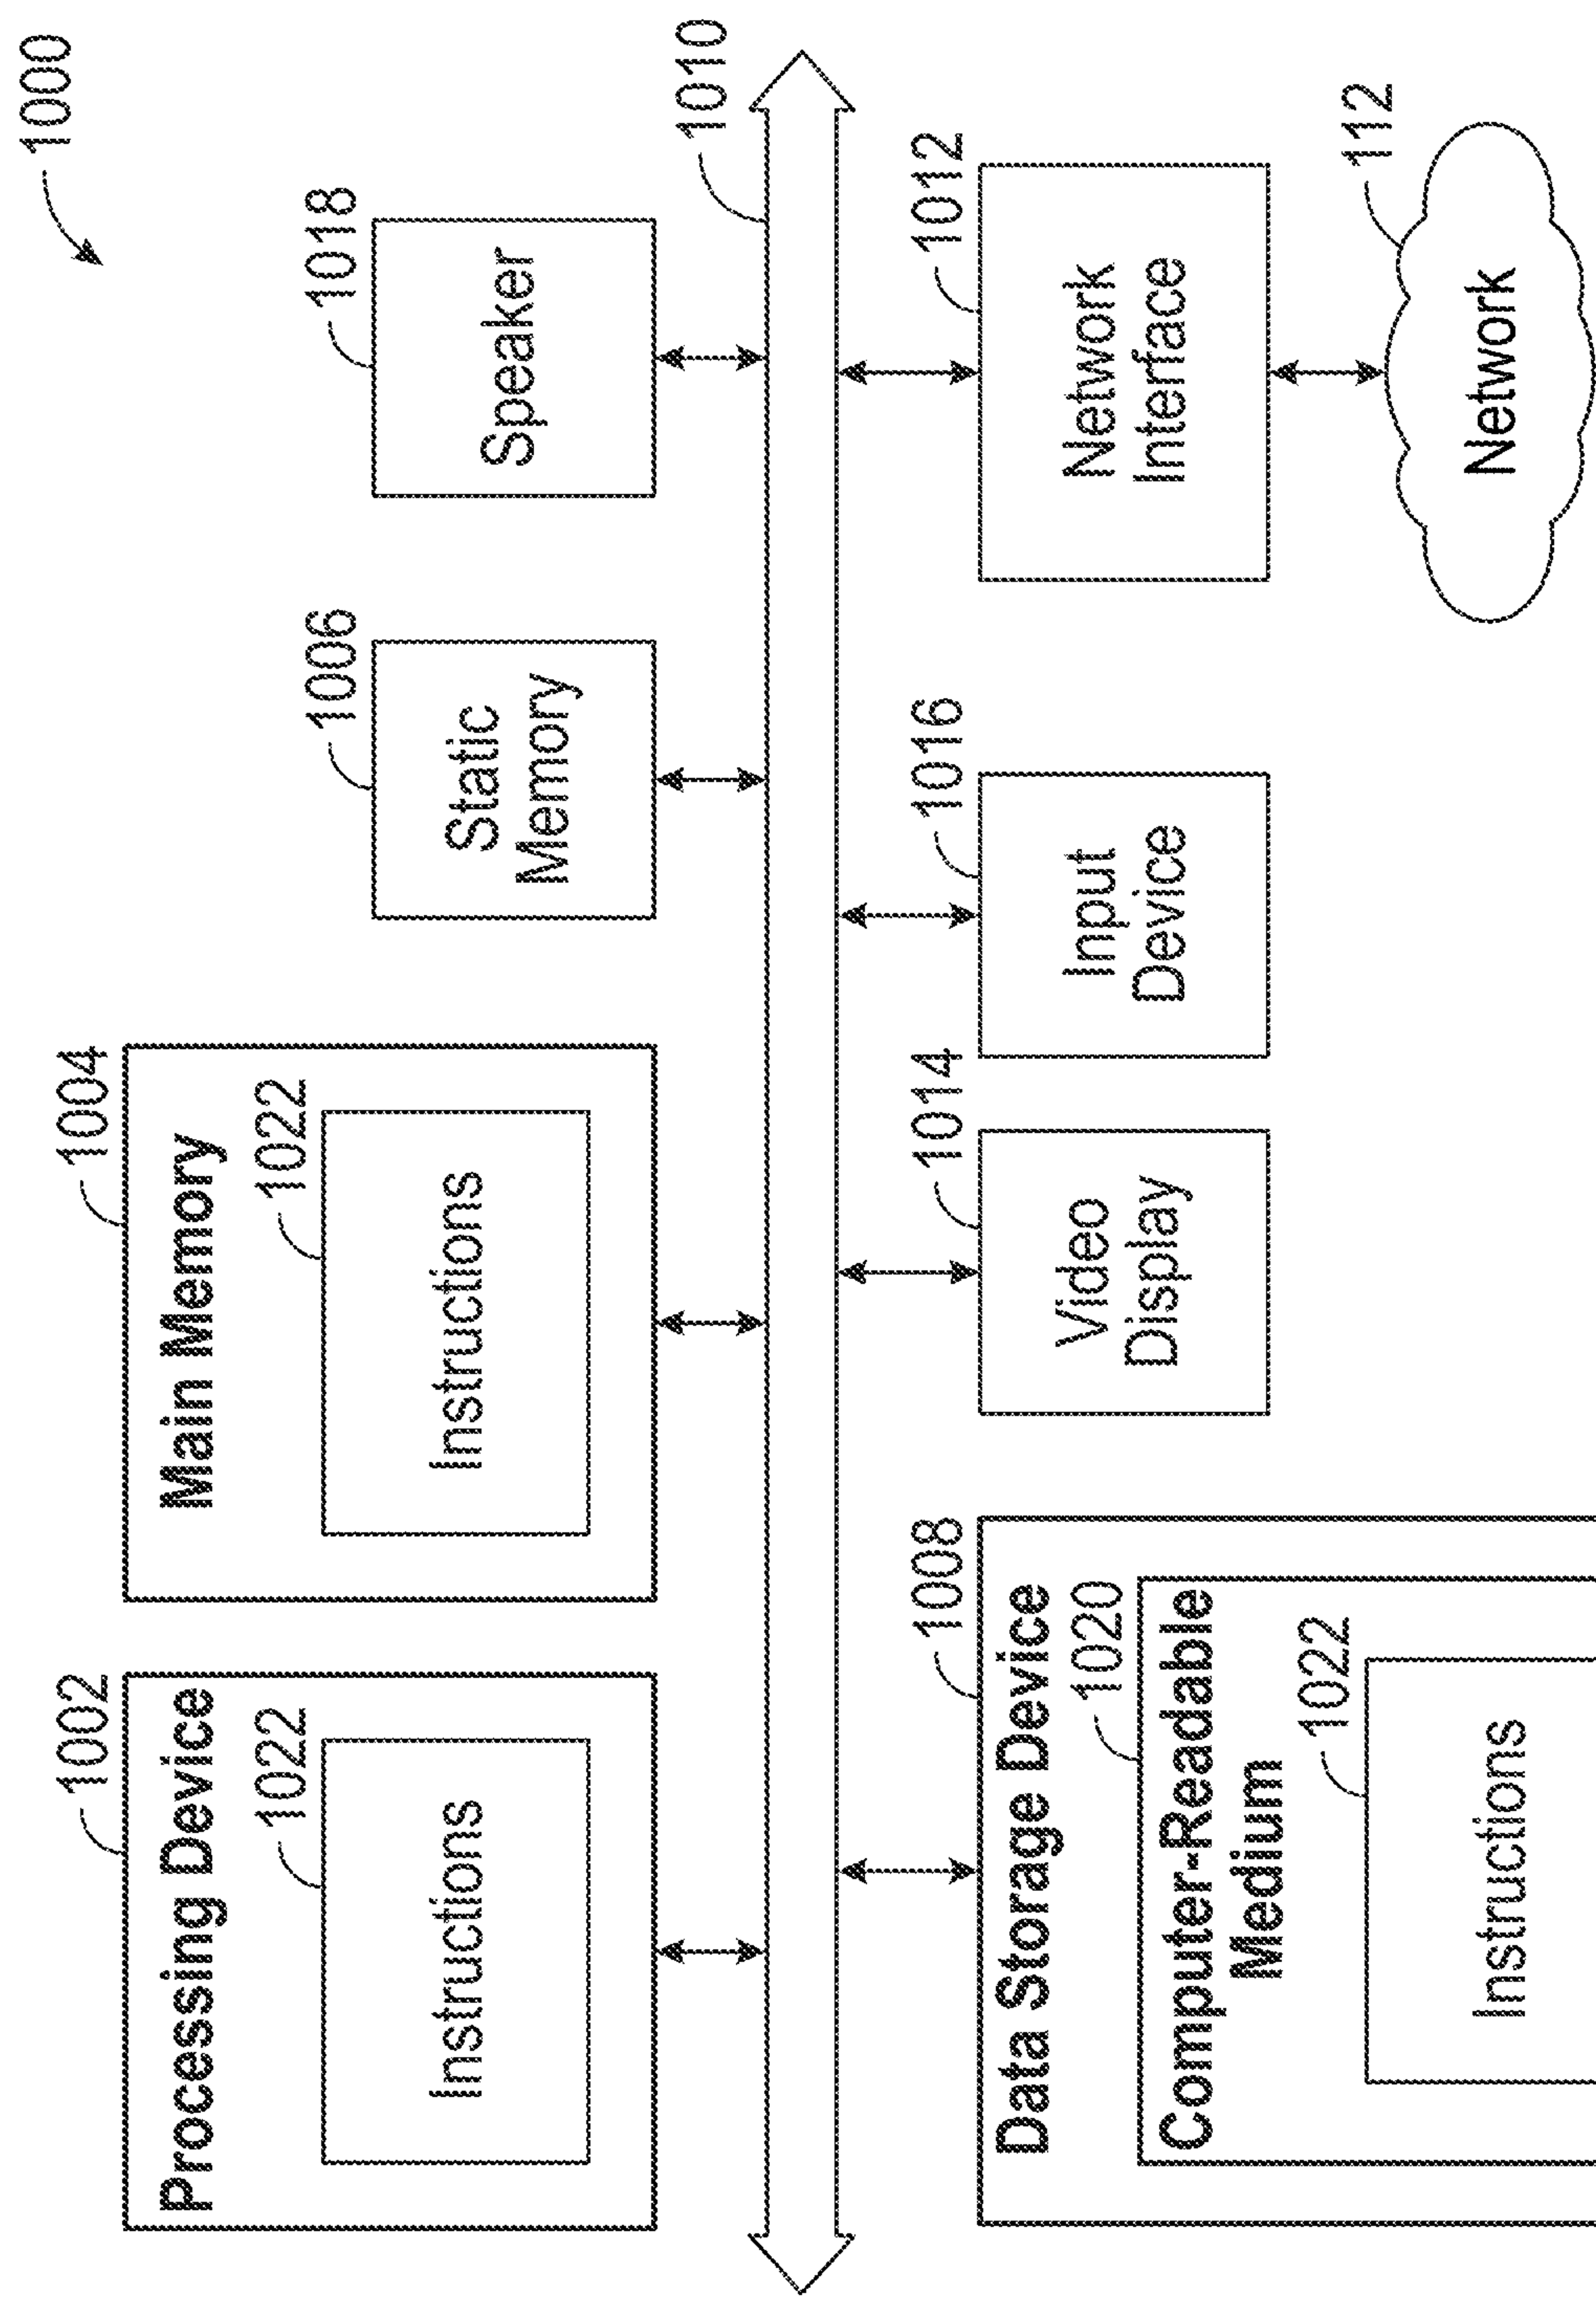 1000
1002
Processing Device
1022
Instructions
1004
Main Memory
1022
Instructions
1006
Static
Memory
1018
Speaker
1010
1008
Data Storage Device
1020
Computer-Readable
Medium
1022
Instructions
1014
Video
Display
1016
Input
Device
1012
Network
Interface
112
Network